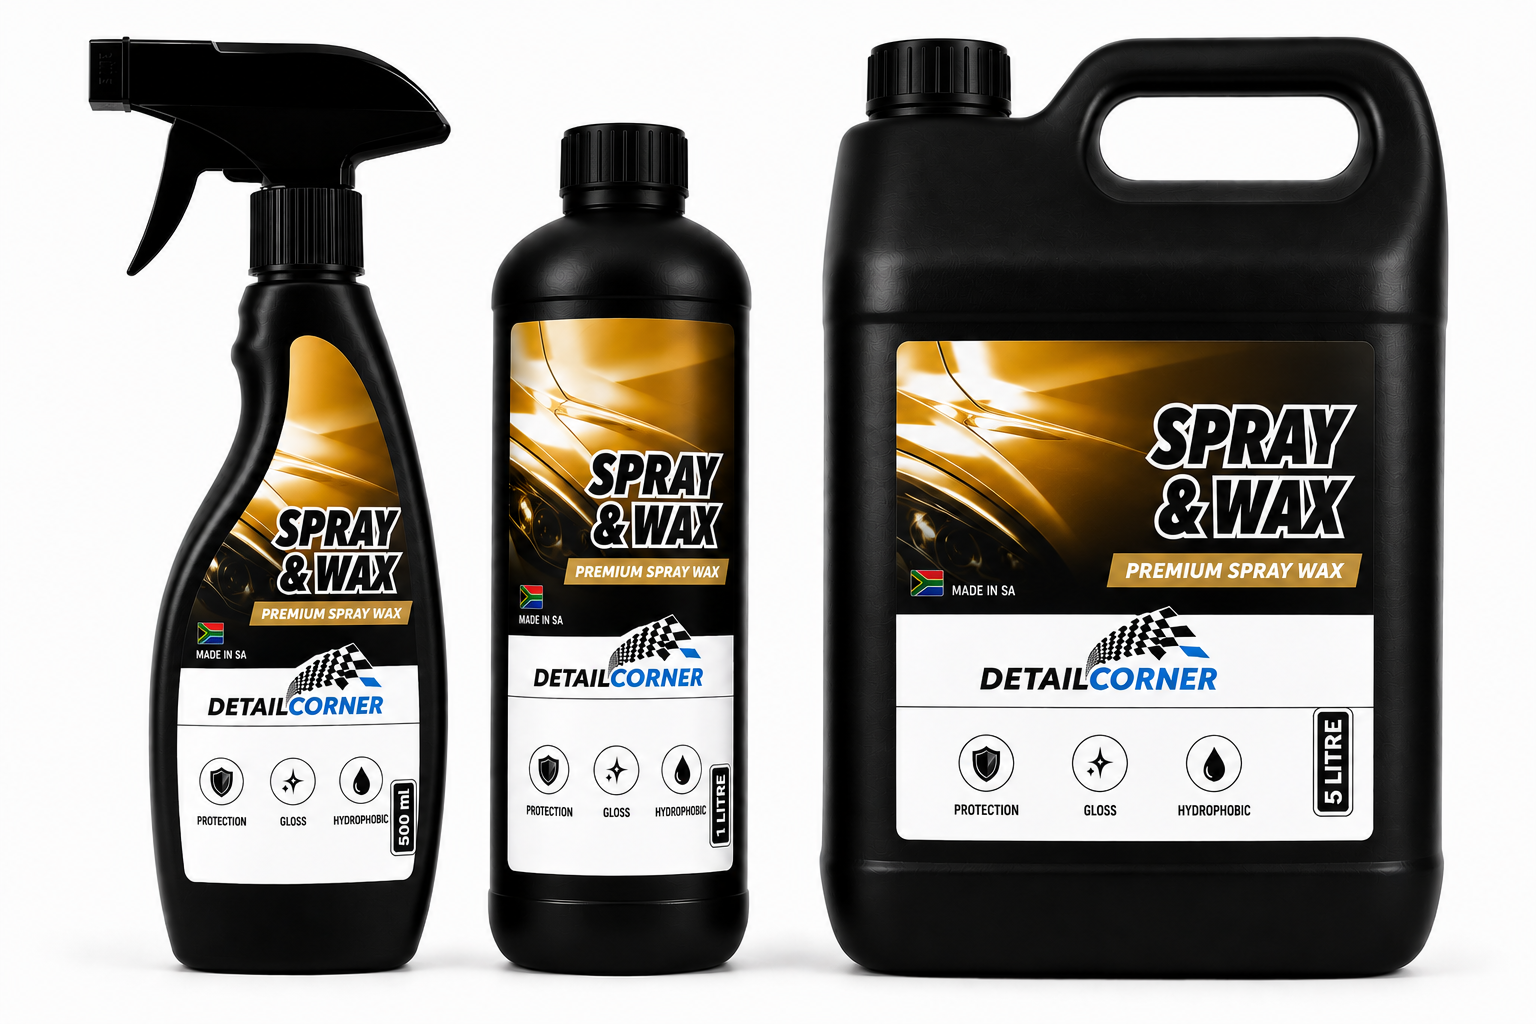 SPRAY
& WAX
PREMIUM SPRAY WAX
MADE IN SA
DETAILCORNER
PROTECTION
GLOSS
HYDROPHOBIC
500 ml
SPRAY
& WAX
PREMIUM SPRAY WAX
MADE IN SA
DETAILCORNER
PROTECTION
GLOSS
HYDROPHOBIC
1 LITRE
SPRAY
& WAX
PREMIUM SPRAY WAX
MADE IN SA
DETAILCORNER
PROTECTION
GLOSS
HYDROPHOBIC
5 LITRE